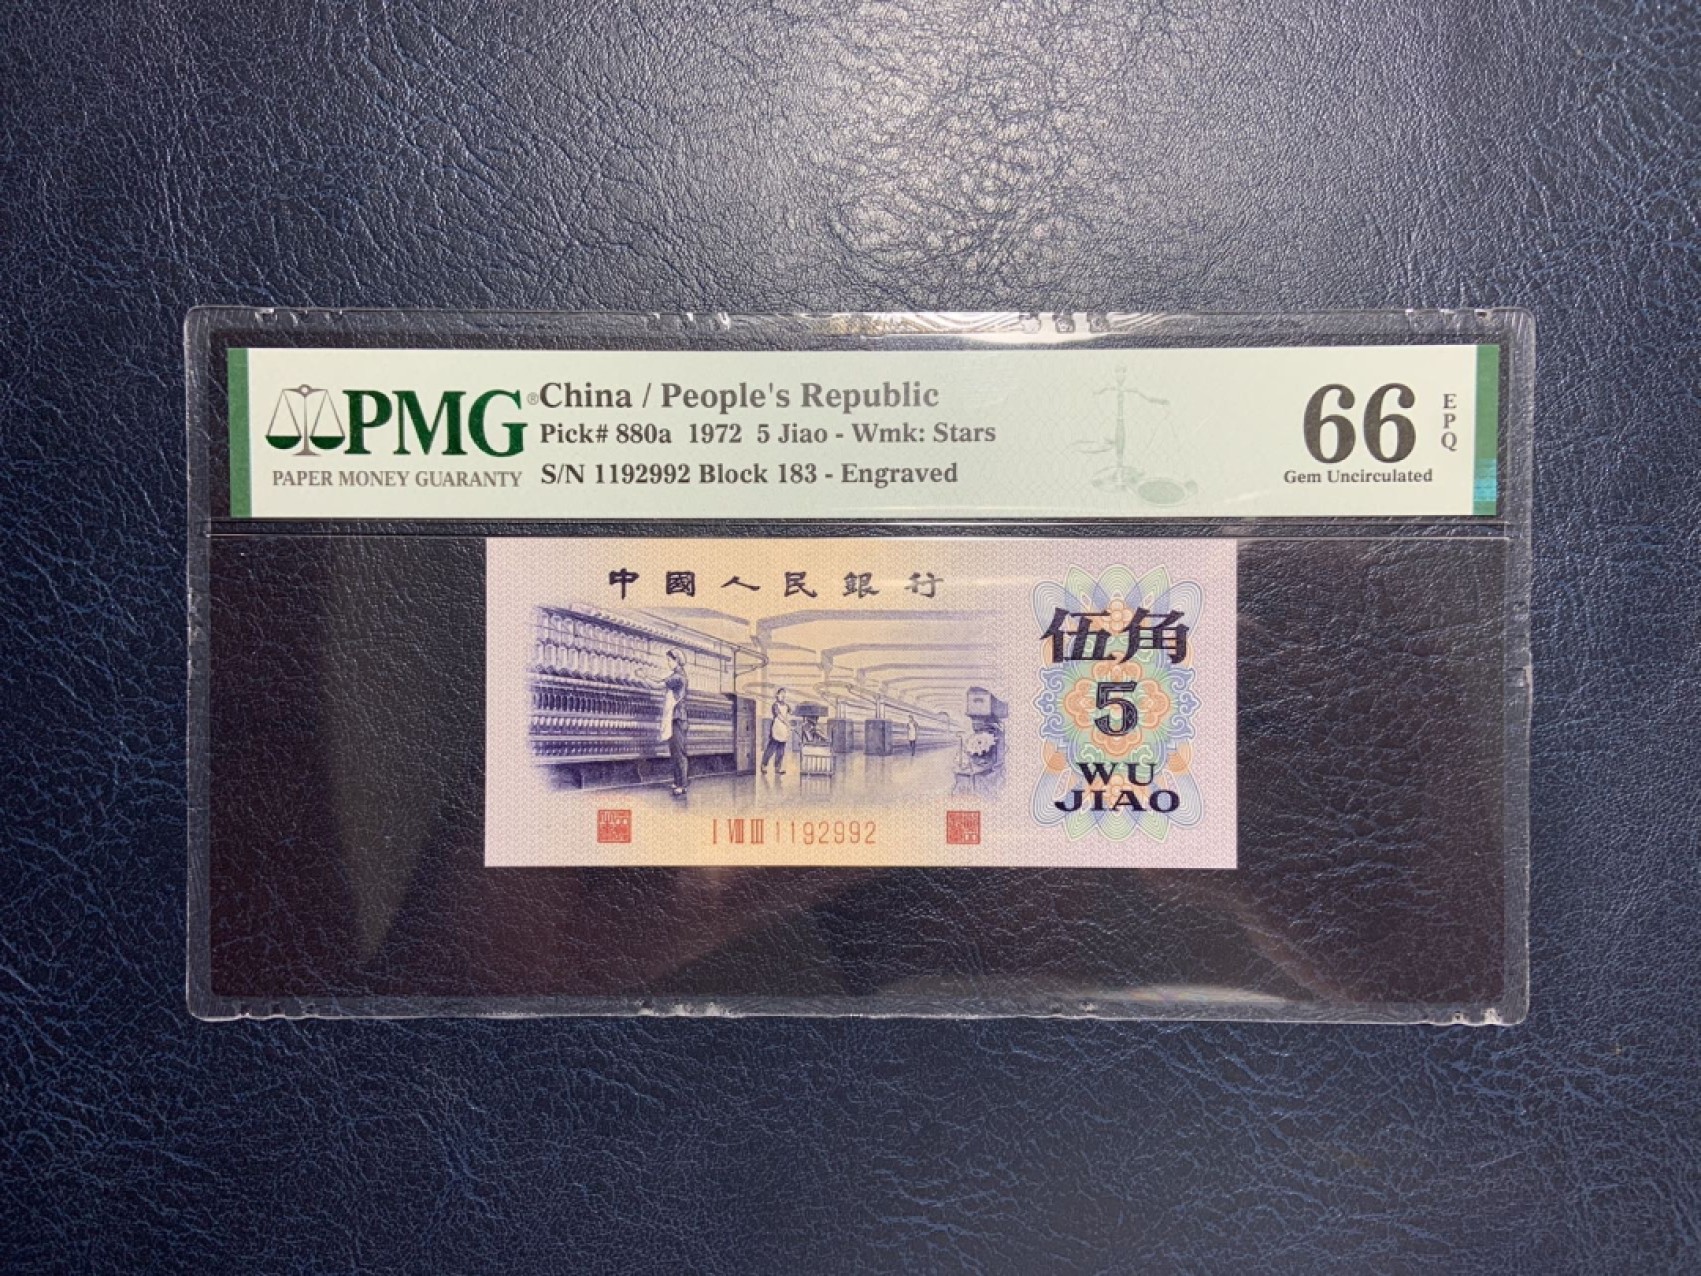 PMG®
PAPER MONEY GUARANTY
China / People's Republic
Pick# 880a 1972 5 Jiao - Wmk: Stars
S/N 1192992 Block 183 - Engraved
66
EPQ
Gem Uncirculated
中國人民銀行
伍角
5
WU
JIAO
I VIII III 1192992